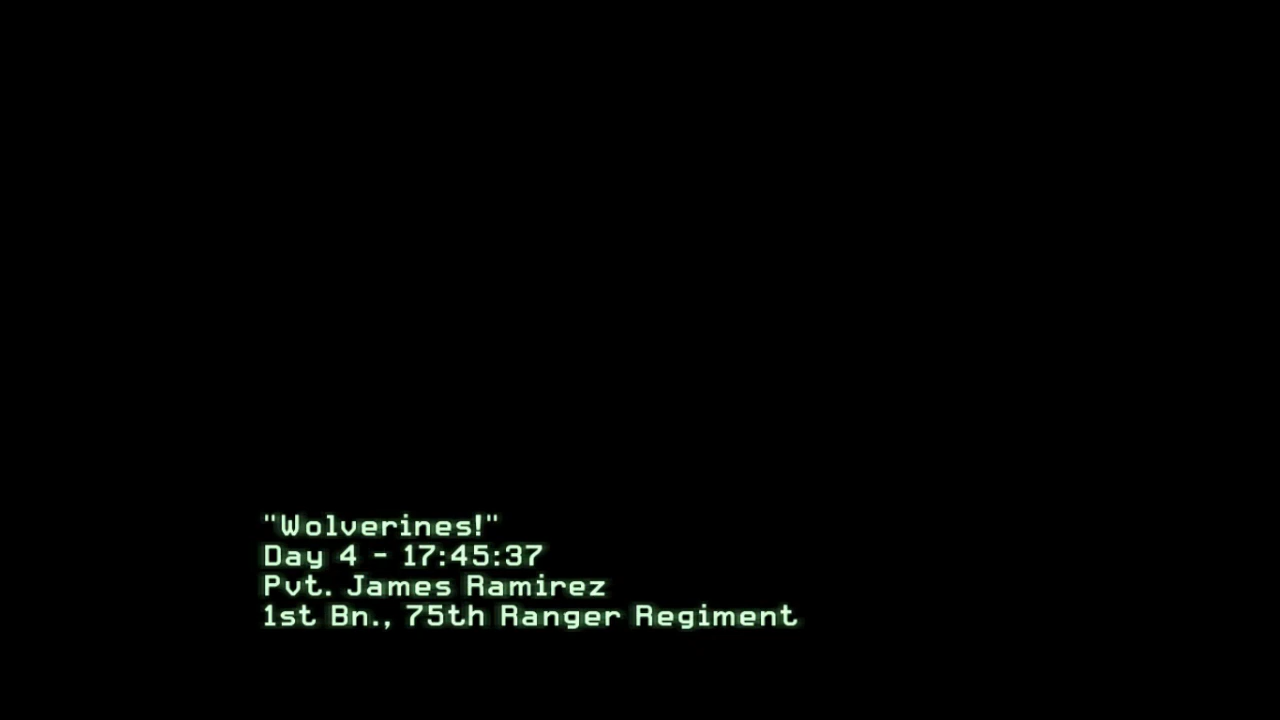 "Wolverines!"
Day 4 - 17:45:37
Pvt. James Ramirez
1st Bn., 75th Ranger Regiment